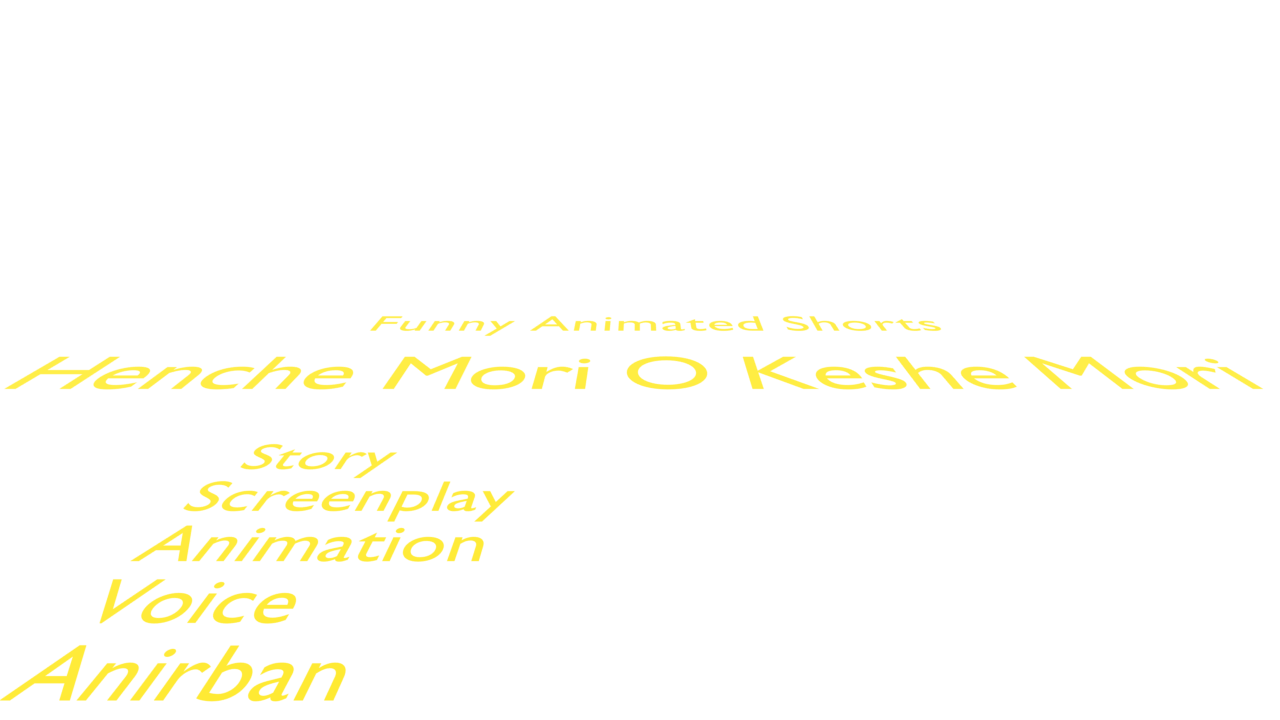 Funny Animated Shorts
Henche Mori O Keshe Mori
Story
Screenplay
Animation
Voice
Anirban